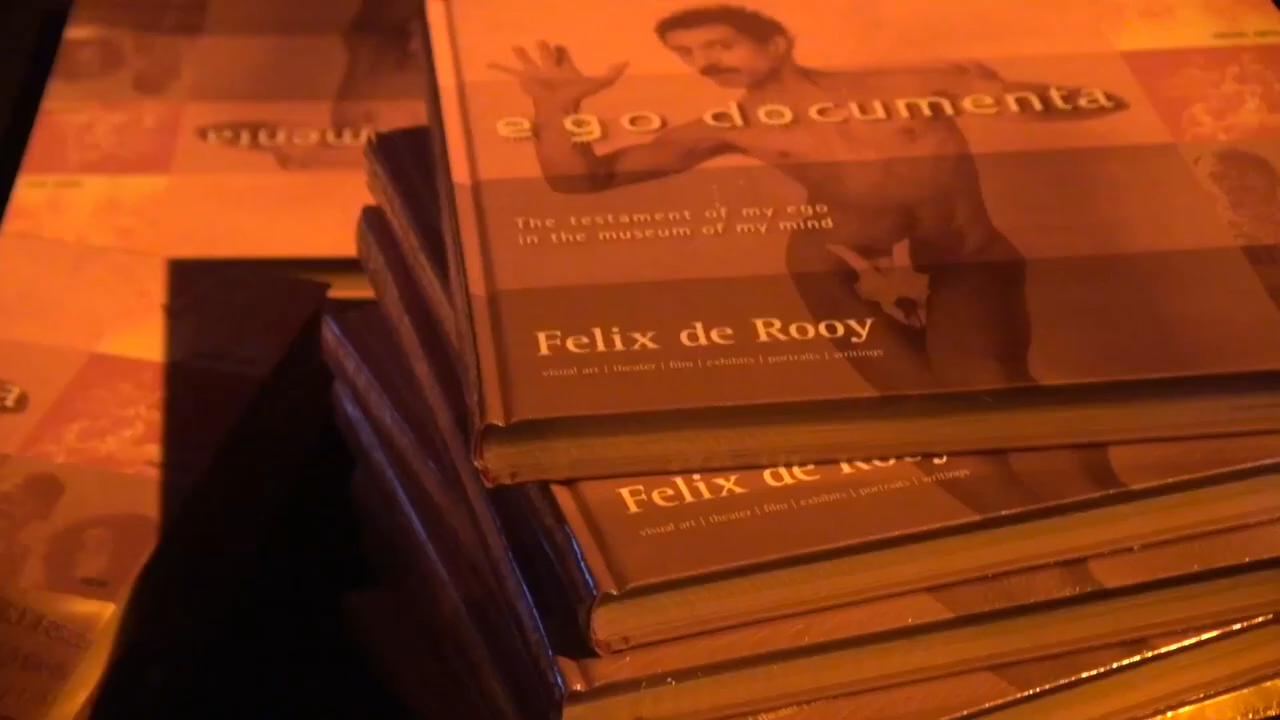 ego documenta
The testament of my ego
in the museum of my mind
Felix de Rooy
visual art | theater | film | exhibits | portraits | writings
Felix de Rooy
visual art | theater | film | exhibits | portraits | writings